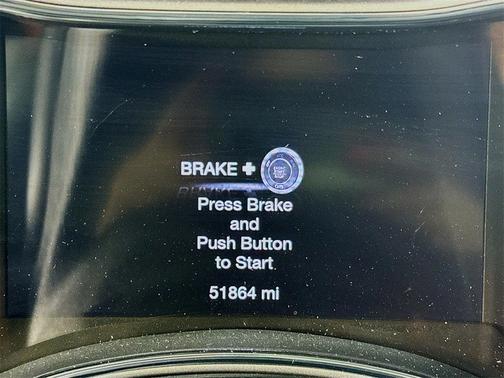 BRAKE +
Press Brake
and
Push Button
to Start
51864 mi